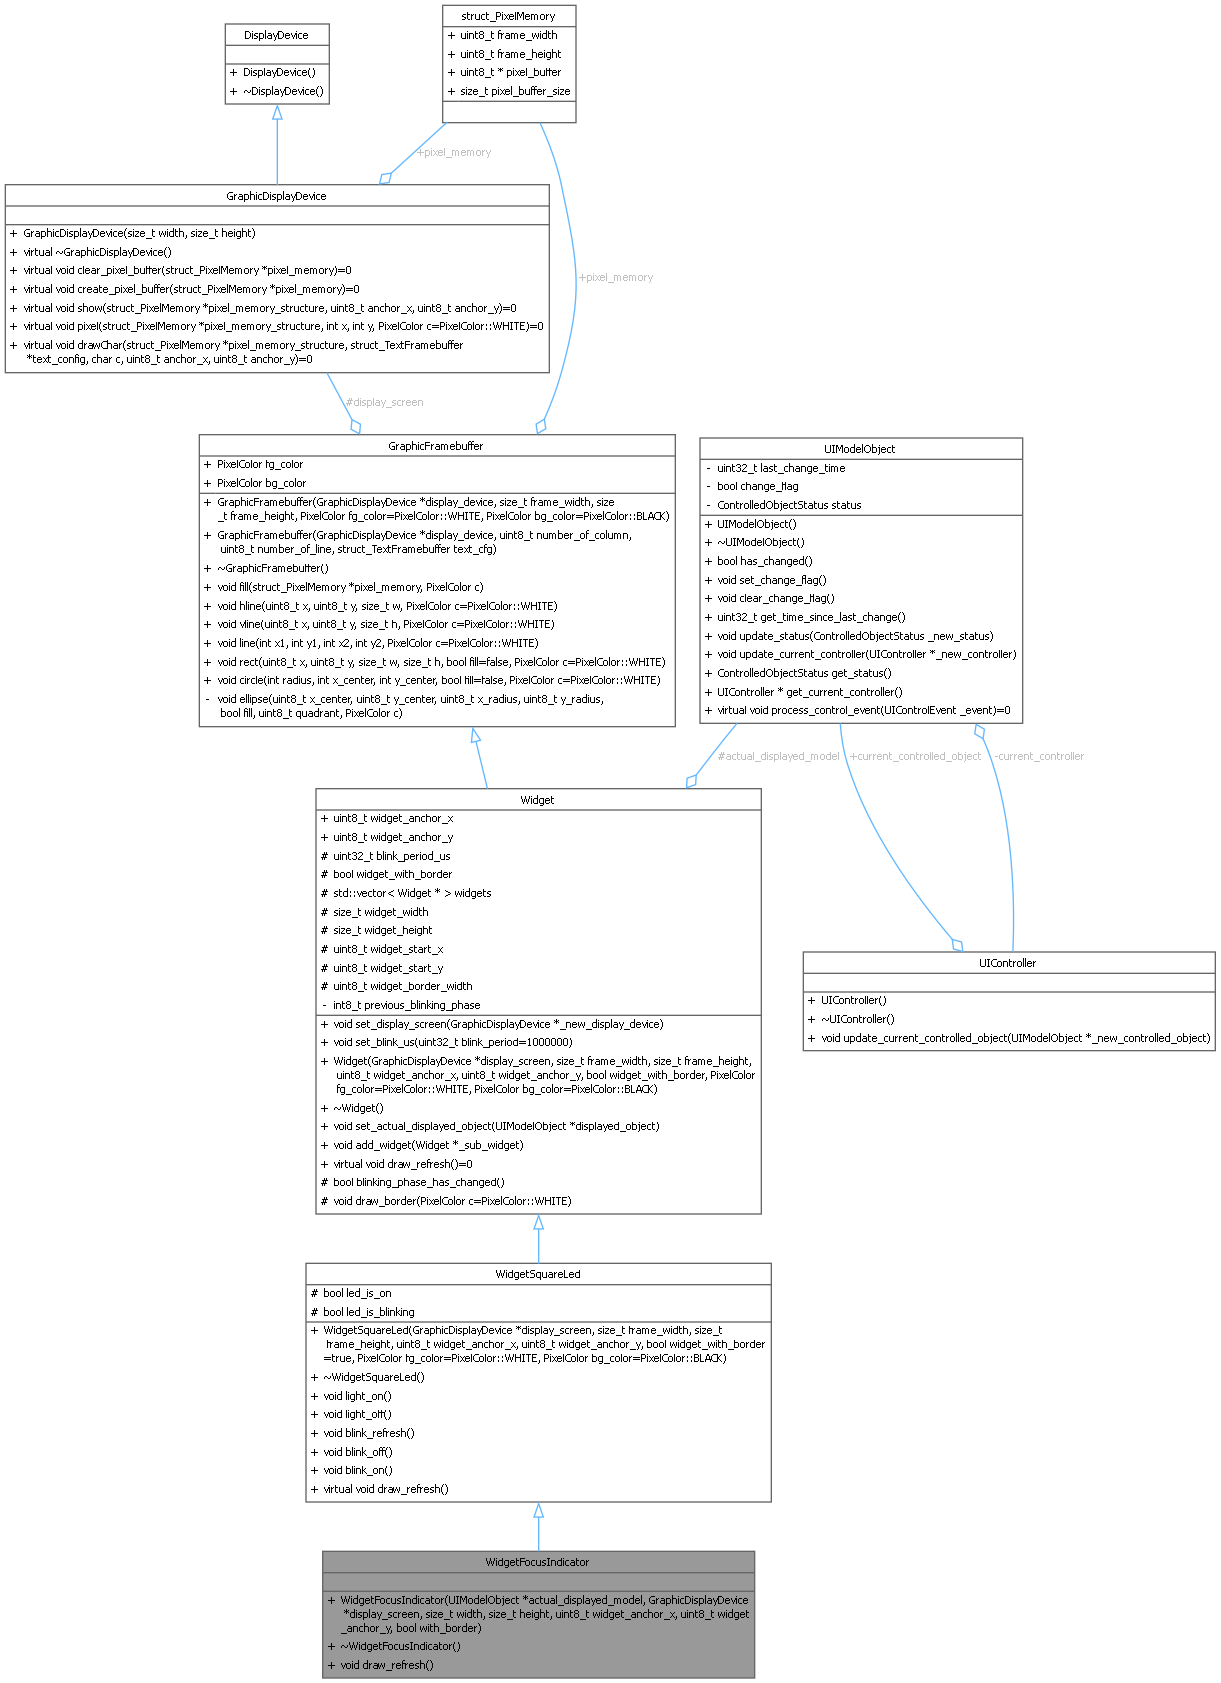 DisplayDevice
+ DisplayDevice()
+ ~DisplayDevice()
struct_PixelMemory
+ uint8_t frame_width
+ uint8_t frame_height
+ uint8_t * pixel_buffer
+ size_t pixel_buffer_size
+pixel_memory
GraphicDisplayDevice
+ GraphicDisplayDevice(size_t width, size_t height)
+ virtual ~GraphicDisplayDevice()
+ virtual void clear_pixel_buffer(struct_PixelMemory *pixel_memory)=0
+ virtual void create_pixel_buffer(struct_PixelMemory *pixel_memory)=0
+ virtual void show(struct_PixelMemory *pixel_memory_structure, uint8_t anchor_x, uint8_t anchor_y)=0
+ virtual void pixel(struct_PixelMemory *pixel_memory_structure, int x, int y, PixelColor c=PixelColor::WHITE)=0
+ virtual void drawChar(struct_PixelMemory *pixel_memory_structure, struct_TextFramebuffer
*text_config, char c, uint8_t anchor_x, uint8_t anchor_y)=0
+pixel_memory
#display_screen
GraphicFramebuffer
+ PixelColor fg_color
+ PixelColor bg_color
+ GraphicFramebuffer(GraphicDisplayDevice *display_device, size_t frame_width, size
_t frame_height, PixelColor fg_color=PixelColor::WHITE, PixelColor bg_color=PixelColor::BLACK)
+ GraphicFramebuffer(GraphicDisplayDevice *display_device, uint8_t number_of_column,
uint8_t number_of_line, struct_TextFramebuffer text_cfg)
+ ~GraphicFramebuffer()
+ void fill(struct_PixelMemory *pixel_memory, PixelColor c)
+ void hline(uint8_t x, uint8_t y, size_t w, PixelColor c=PixelColor::WHITE)
+ void vline(uint8_t x, uint8_t y, size_t h, PixelColor c=PixelColor::WHITE)
+ void line(int x1, int y1, int x2, int y2, PixelColor c=PixelColor::WHITE)
+ void rect(uint8_t x, uint8_t y, size_t w, size_t h, bool fill=false, PixelColor c=PixelColor::WHITE)
+ void circle(int radius, int x_center, int y_center, bool fill=false, PixelColor c=PixelColor::WHITE)
- void ellipse(uint8_t x_center, uint8_t y_center, uint8_t x_radius, uint8_t y_radius,
bool fill, uint8_t quadrant, PixelColor c)
UIModelObject
- uint32_t last_change_time
- bool change_flag
- ControlledObjectStatus status
+ UIModelObject()
+ ~UIModelObject()
+ bool has_changed()
+ void set_change_flag()
+ void clear_change_flag()
+ uint32_t get_time_since_last_change()
+ void update_status(ControlledObjectStatus _new_status)
+ void update_current_controller(UIController *_new_controller)
+ ControlledObjectStatus get_status()
+ UIController * get_current_controller()
+ virtual void process_control_event(UIControlEvent _event)=0
#actual_displayed_model
+current_controlled_object
-current_controller
Widget
+ uint8_t widget_anchor_x
+ uint8_t widget_anchor_y
# uint32_t blink_period_us
# bool widget_with_border
# std::vector< Widget * > widgets
# size_t widget_width
# size_t widget_height
# uint8_t widget_start_x
# uint8_t widget_start_y
# uint8_t widget_border_width
- int8_t previous_blinking_phase
+ void set_display_screen(GraphicDisplayDevice *_new_display_device)
+ void set_blink_us(uint32_t blink_period=1000000)
+ Widget(GraphicDisplayDevice *display_screen, size_t frame_width, size_t frame_height,
uint8_t widget_anchor_x, uint8_t widget_anchor_y, bool widget_with_border, PixelColor
fg_color=PixelColor::WHITE, PixelColor bg_color=PixelColor::BLACK)
+ ~Widget()
+ void set_actual_displayed_object(UIModelObject *displayed_object)
+ void add_widget(Widget *_sub_widget)
+ virtual void draw_refresh()=0
# bool blinking_phase_has_changed()
# void draw_border(PixelColor c=PixelColor::WHITE)
UIController
+ UIController()
+ ~UIController()
+ void update_current_controlled_object(UIModelObject *_new_controlled_object)
WidgetSquareLed
# bool led_is_on
# bool led_is_blinking
+ WidgetSquareLed(GraphicDisplayDevice *display_screen, size_t frame_width, size_t
frame_height, uint8_t widget_anchor_x, uint8_t widget_anchor_y, bool widget_with_border
=true, PixelColor fg_color=PixelColor::WHITE, PixelColor bg_color=PixelColor::BLACK)
+ ~WidgetSquareLed()
+ void light_on()
+ void light_off()
+ void blink_refresh()
+ void blink_off()
+ void blink_on()
+ virtual void draw_refresh()
WidgetFocusIndicator
+ WidgetFocusIndicator(UIModelObject *actual_displayed_model, GraphicDisplayDevice
*display_screen, size_t width, size_t height, uint8_t widget_anchor_x, uint8_t widget
_anchor_y, bool with_border)
+ ~WidgetFocusIndicator()
+ void draw_refresh()